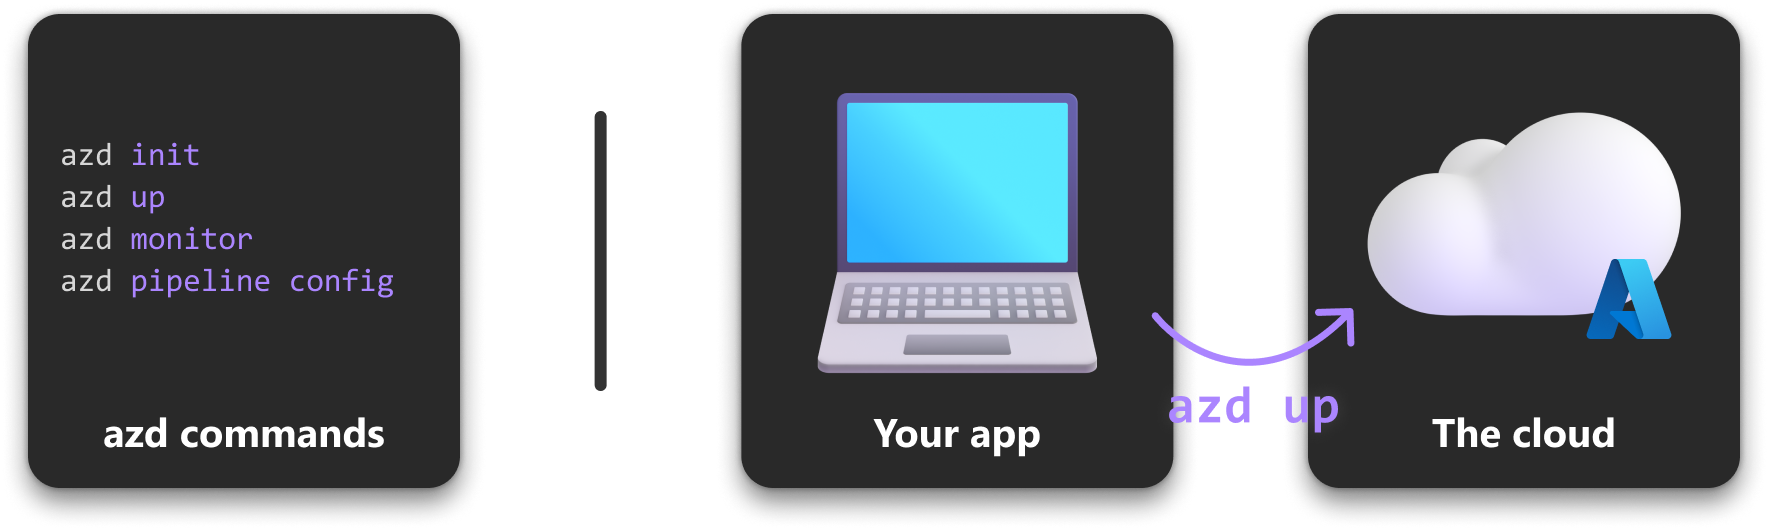 azd init
azd up
azd monitor
azd pipeline config
azd commands
Your app
azd up
The cloud